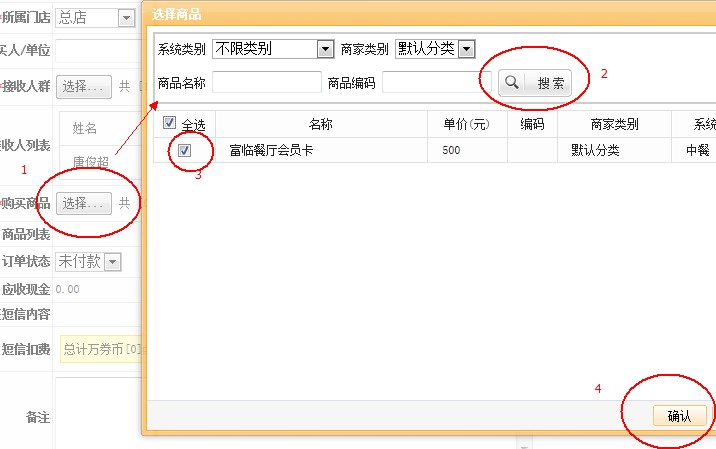 *所属门店 总店
买人/单位
*接收人群 选择... 共 [
接收人列表 姓名
唐俊超
1
*购买商品 选择... 共
商品列表
订单状态 未付款
应收现金 0.00
短信内容
短信扣费 总计万券币[0]
备注
选择商品
系统类别 不限类别 商家类别 默认分类
商品名称 商品编码 搜索 2
全选 名称 单价(元) 编码 商家类别 系统
富临餐厅会员卡 500 默认分类 中餐
3
4
确认